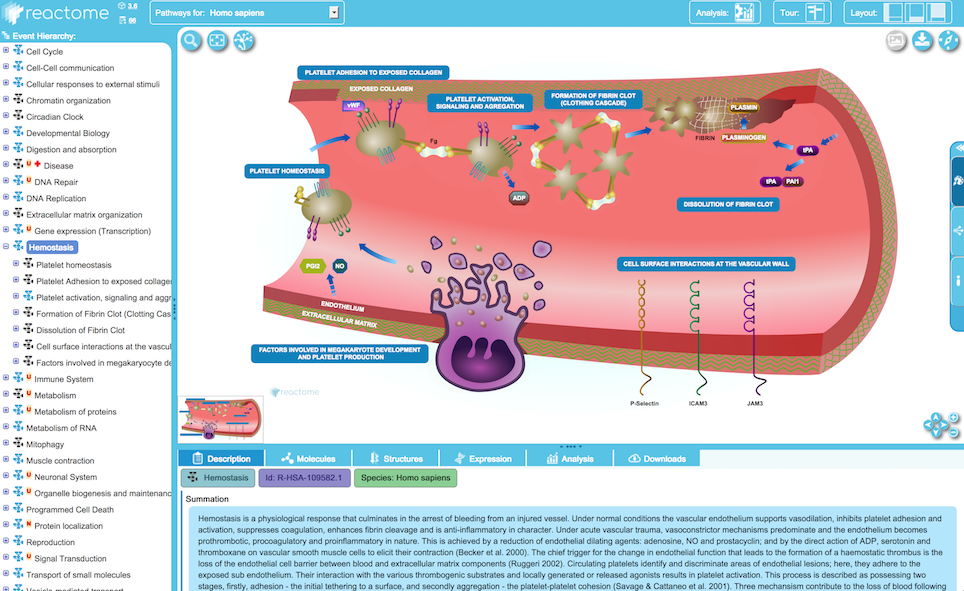 reactome
3.6
66
Pathways for: Homo sapiens
Analysis:
Tour:
Layout:
Event Hierarchy:
Cell Cycle
Cell-Cell communication
Cellular responses to external stimuli
Chromatin organization
Circadian Clock
Developmental Biology
Digestion and absorption
U Disease
U DNA Repair
DNA Replication
Extracellular matrix organization
U Gene expression (Transcription)
Hemostasis
Platelet homeostasis
Platelet Adhesion to exposed collage
Platelet activation, signaling and aggr
Formation of Fibrin Clot (Clotting Cas
Dissolution of Fibrin Clot
Cell surface interactions at the vascul
Factors involved in megakaryocyte de
U Immune System
U Metabolism
U Metabolism of proteins
Metabolism of RNA
Mitophagy
Muscle contraction
U Neuronal System
U Organelle biogenesis and maintenanc
Programmed Cell Death
N Protein localization
Reproduction
U Signal Transduction
Transport of small molecules
Vesicle-mediated transport
PLATELET ADHESION TO EXPOSED COLLAGEN
EXPOSED COLLAGEN
vWF
PLATELET ACTIVATION,
SIGNALING AND AGREGATION
FORMATION OF FIBRIN CLOT
(CLOTHING CASCADE)
PLASMIN
FIBRIN
PLASMINOGEN
Fg
tPA
tPA
PAI1
PLATELET HOMEOSTASIS
ADP
DISSOLUTION OF FIBRIN CLOT
PGI2
NO
CELL SURFACE INTERACTIONS AT THE VASCULAR WALL
ENDOTHELIUM
EXTRACELLULAR MATRIX
FACTORS INVOLVED IN MEGAKARYOTE DEVELOPMENT
AND PLATELET PRODUCTION
P-Selectin
ICAM3
JAM3
reactome
Description
Molecules
Structures
Expression
Analysis
Downloads
Hemostasis
Id: R-HSA-109582.1
Species: Homo sapiens
Summation
Hemostasis is a physiological response that culminates in the arrest of bleeding from an injured vessel. Under normal conditions the vascular endothelium supports vasodilation, inhibits platelet adhesion and
activation, suppresses coagulation, enhances fibrin cleavage and is anti-inflammatory in character. Under acute vascular trauma, vasoconstrictor mechanisms predominate and the endothelium becomes
prothrombotic, procoagulatory and proinflammatory in nature. This is achieved by a reduction of endothelial dilating agents: adenosine, NO and prostacyclin; and by the direct action of ADP, serotonin and
thromboxane on vascular smooth muscle cells to elicit their contraction (Becker et al. 2000). The chief trigger for the change in endothelial function that leads to the formation of a haemostatic thrombus is the
loss of the endothelial cell barrier between blood and extracellular matrix components (Ruggeri 2002). Circulating platelets identify and discriminate areas of endothelial lesions; here, they adhere to the
exposed sub endothelium. Their interaction with the various thrombogenic substrates and locally generated or released agonists results in platelet activation. This process is described as possessing two
stages, firstly, adhesion - the initial tethering to a surface, and secondly aggregation - the platelet-platelet cohesion (Savage & Cattaneo et al. 2001). Three mechanism contribute to the loss of blood following